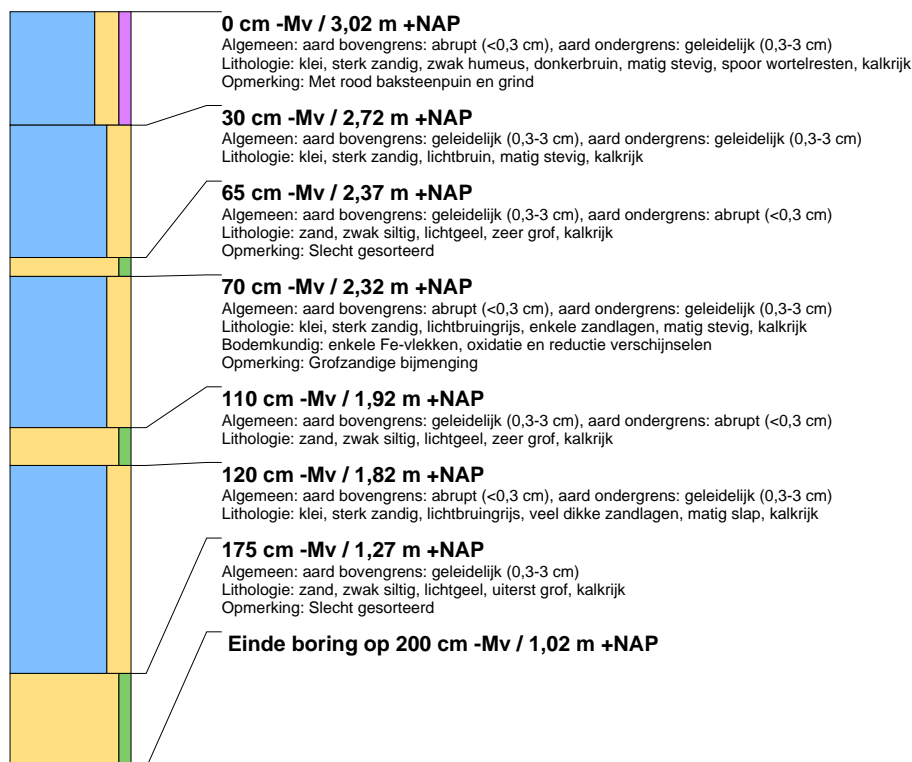 0 cm -Mv / 3,02 m +NAP
Algemeen: aard bovengrens: abrupt (<0,3 cm), aard ondergrens: geleidelijk (0,3-3 cm)
Lithologie: klei, sterk zandig, zwak humeus, donkerbruin, matig stevig, spoor wortelresten, kalkrijk
Opmerking: Met rood baksteenpuin en grind
30 cm -Mv / 2,72 m +NAP
Algemeen: aard bovengrens: geleidelijk (0,3-3 cm), aard ondergrens: geleidelijk (0,3-3 cm)
Lithologie: klei, sterk zandig, lichtbruin, matig stevig, kalkrijk
65 cm -Mv / 2,37 m +NAP
Algemeen: aard bovengrens: geleidelijk (0,3-3 cm), aard ondergrens: abrupt (<0,3 cm)
Lithologie: zand, zwak siltig, lichtgeel, zeer grof, kalkrijk
Opmerking: Slecht gesorteerd
70 cm -Mv / 2,32 m +NAP
Algemeen: aard bovengrens: abrupt (<0,3 cm), aard ondergrens: geleidelijk (0,3-3 cm)
Lithologie: klei, sterk zandig, lichtbruingrijs, enkele zandlagen, matig stevig, kalkrijk
Bodemkundig: enkele Fe-vlekken, oxidatie en reductie verschijnselen
Opmerking: Grofzandige bijmenging
110 cm -Mv / 1,92 m +NAP
Algemeen: aard bovengrens: geleidelijk (0,3-3 cm), aard ondergrens: abrupt (<0,3 cm)
Lithologie: zand, zwak siltig, lichtgeel, zeer grof, kalkrijk
120 cm -Mv / 1,82 m +NAP
Algemeen: aard bovengrens: abrupt (<0,3 cm), aard ondergrens: geleidelijk (0,3-3 cm)
Lithologie: klei, sterk zandig, lichtbruingrijs, veel dikke zandlagen, matig slap, kalkrijk
175 cm -Mv / 1,27 m +NAP
Algemeen: aard bovengrens: geleidelijk (0,3-3 cm)
Lithologie: zand, zwak siltig, lichtgeel, uiterst grof, kalkrijk
Opmerking: Slecht gesorteerd
Einde boring op 200 cm -Mv / 1,02 m +NAP